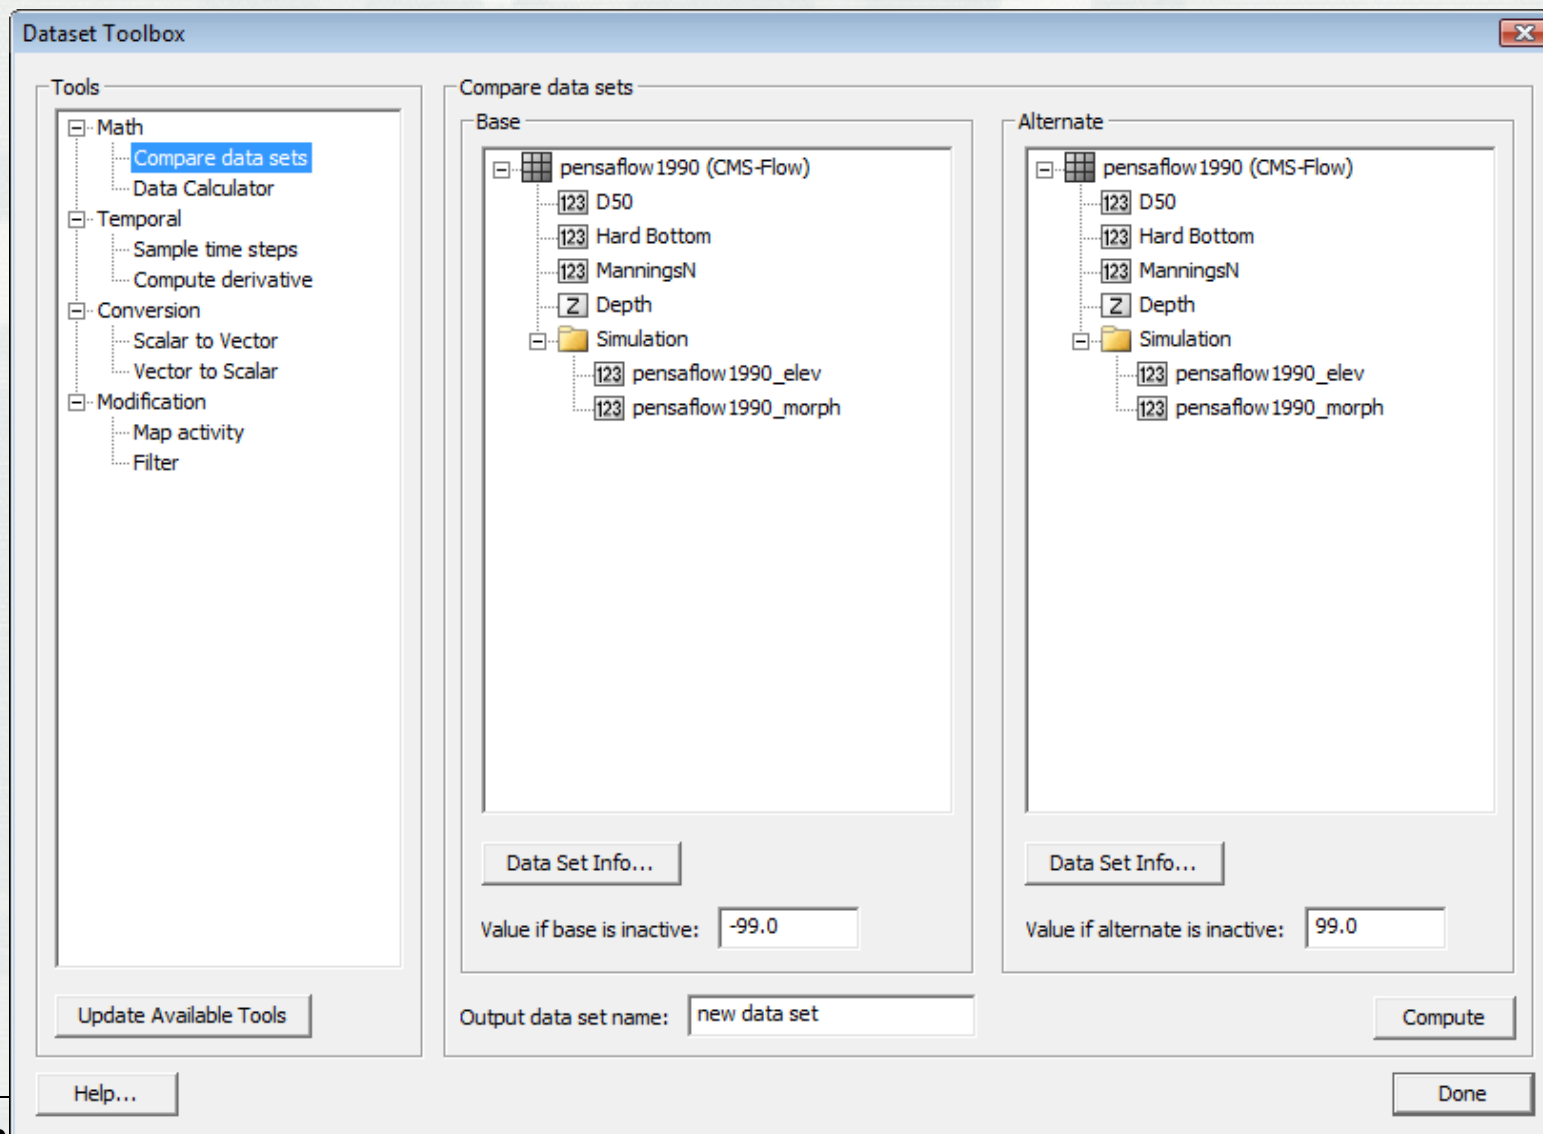 Dataset Toolbox
Tools
Math
Compare data sets
Data Calculator
Temporal
Sample time steps
Compute derivative
Conversion
Scalar to Vector
Vector to Scalar
Modification
Map activity
Filter
Update Available Tools
Help...
Compare data sets
Base
pensaflow1990 (CMS-Flow)
123 D50
123 Hard Bottom
123 ManningsN
Z Depth
Simulation
123 pensaflow1990_elev
123 pensaflow1990_morph
Data Set Info...
Value if base is inactive: -99.0
Alternate
pensaflow1990 (CMS-Flow)
123 D50
123 Hard Bottom
123 ManningsN
Z Depth
Simulation
123 pensaflow1990_elev
123 pensaflow1990_morph
Data Set Info...
Value if alternate is inactive: 99.0
Output data set name: new data set
Compute
Done